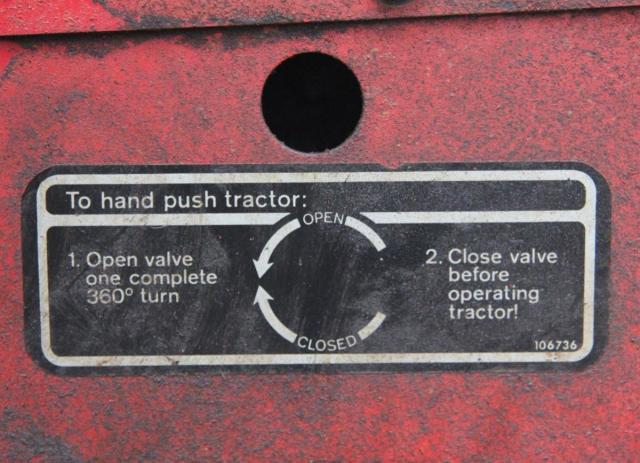 To hand push tractor:
OPEN
1. Open valve
one complete
360° turn
2. Close valve
before
operating
tractor!
CLOSED
106736